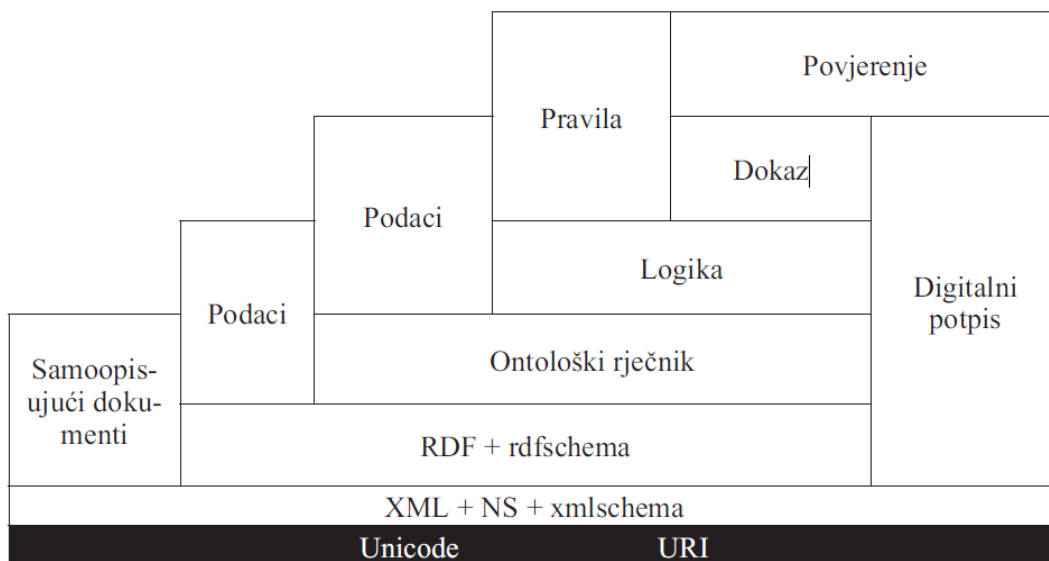 Povjerenje
Pravila
Dokaz
Podaci
Logika
Podaci
Digitalni
potpis
Ontološki rječnik
Samoopis-
ujući doku-
menti
RDF + rdfschema
XML + NS + xmlschema
Unicode URI